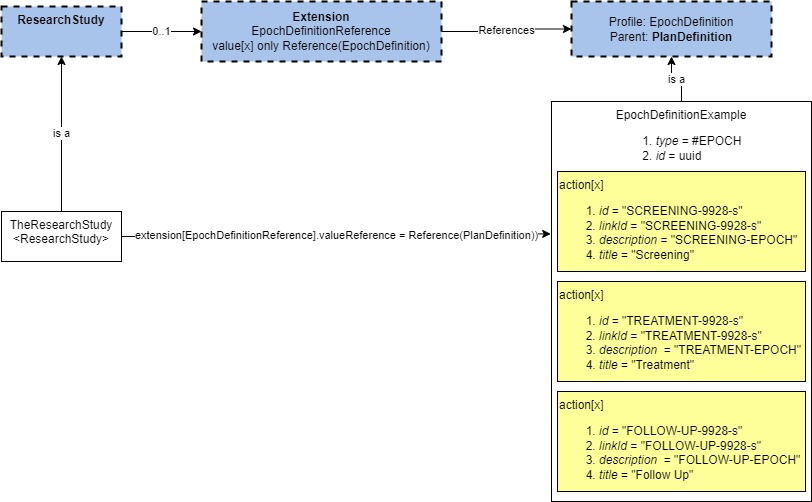 ResearchStudy
0..1
Extension
EpochDefinitionReference
value[x] only Reference(EpochDefinition)
References
Profile: EpochDefinition
Parent: PlanDefinition
is a
is a
EpochDefinitionExample
1. type = #EPOCH
2. id = uuid
action[x]
1. id = "SCREENING-9928-s"
2. linkId = "SCREENING-9928-s"
3. description = "SCREENING-EPOCH"
4. title = "Screening"
TheResearchStudy
<ResearchStudy>
extension[EpochDefinitionReference].valueReference = Reference(PlanDefinition))
action[x]
1. id = "TREATMENT-9928-s"
2. linkId = "TREATMENT-9928-s"
3. description  = "TREATMENT-EPOCH"
4. title = "Treatment"
action[x]
1. id = "FOLLOW-UP-9928-s"
2. linkId = "FOLLOW-UP-9928-s"
3. description  = "FOLLOW-UP-EPOCH"
4. title = "Follow Up"